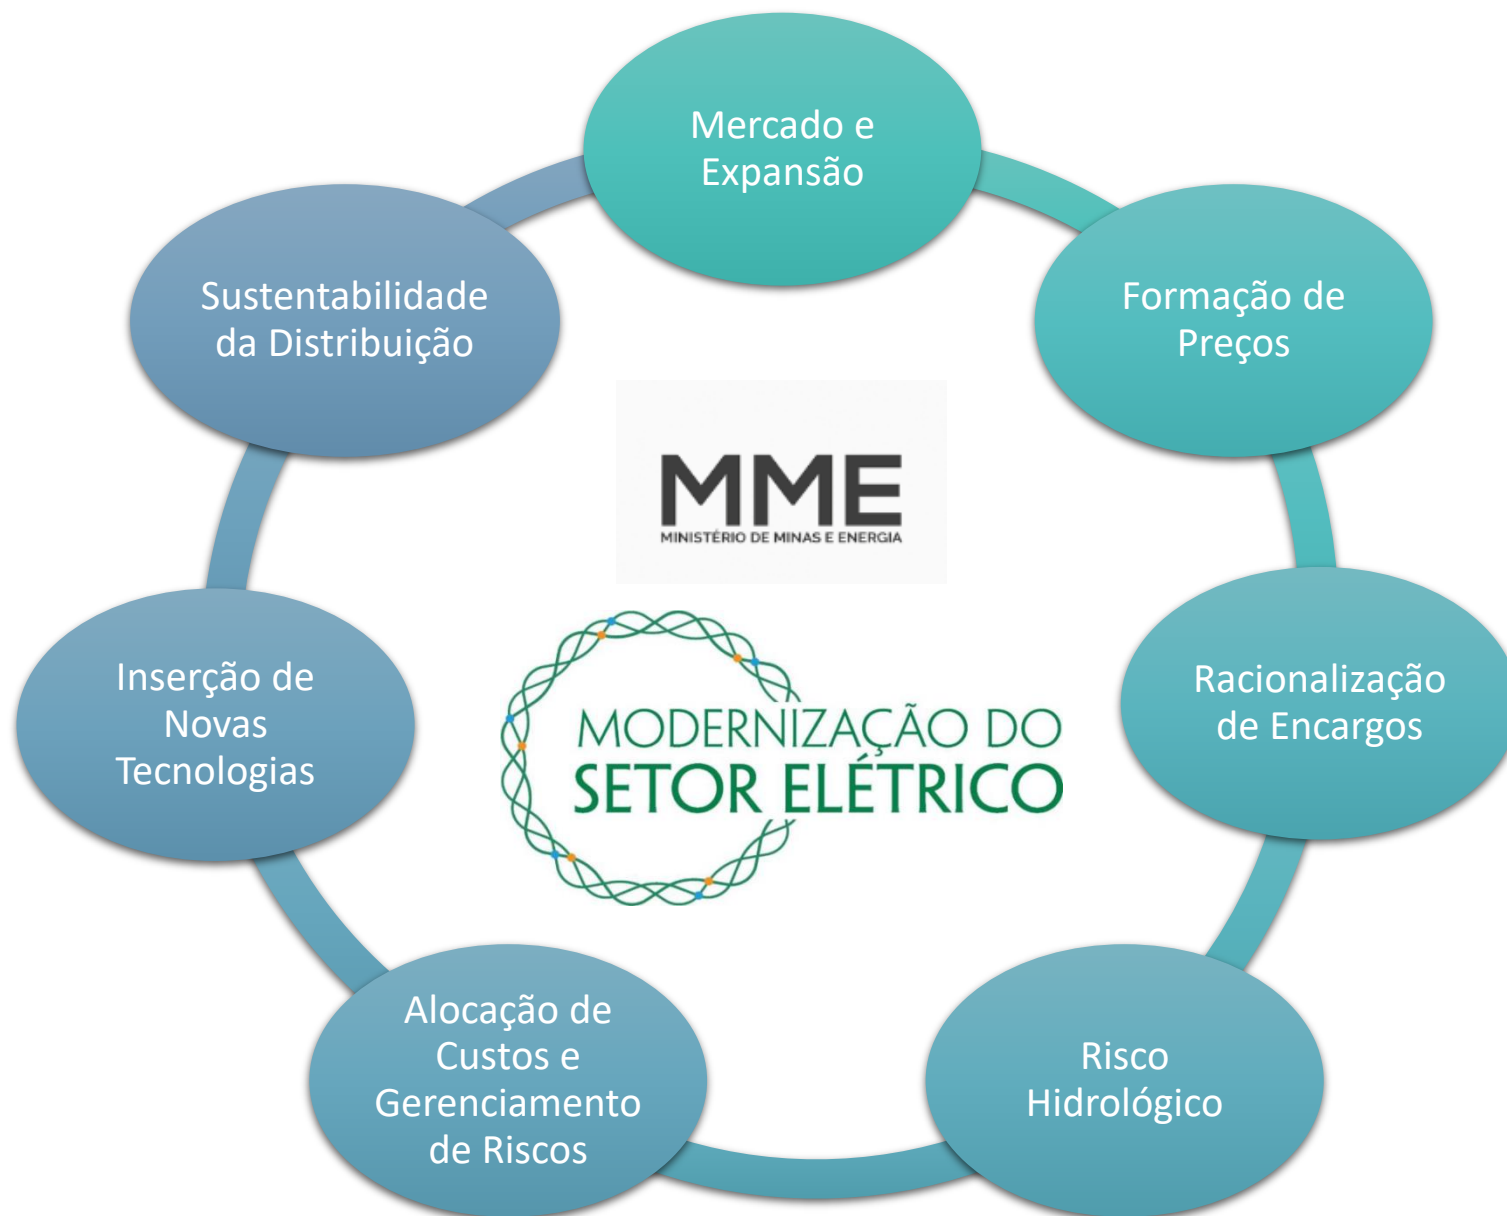 Mercado e
Expansão
Formação de
Preços
Racionalização
de Encargos
Risco
Hidrológico
Alocação de
Custos e
Gerenciamento
de Riscos
Inserção de
Novas
Tecnologias
Sustentabilidade
da Distribuição
MME
MINISTÉRIO DE MINAS E ENERGIA
MODERNIZAÇÃO DO
SETOR ELÉTRICO